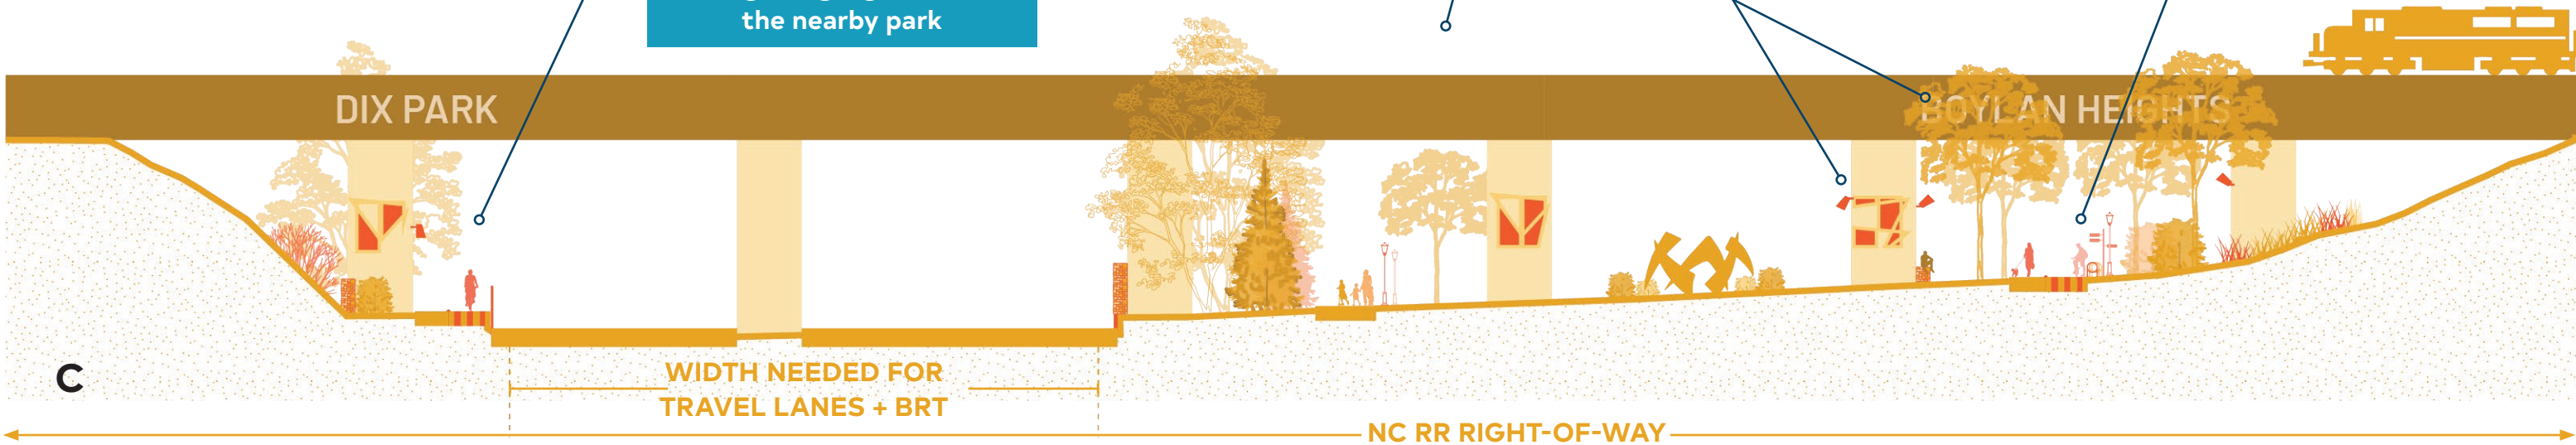 the nearby park
DIX PARK
BOYLAN HEIGHTS
C
WIDTH NEEDED FOR
TRAVEL LANES + BRT
NC RR RIGHT-OF-WAY